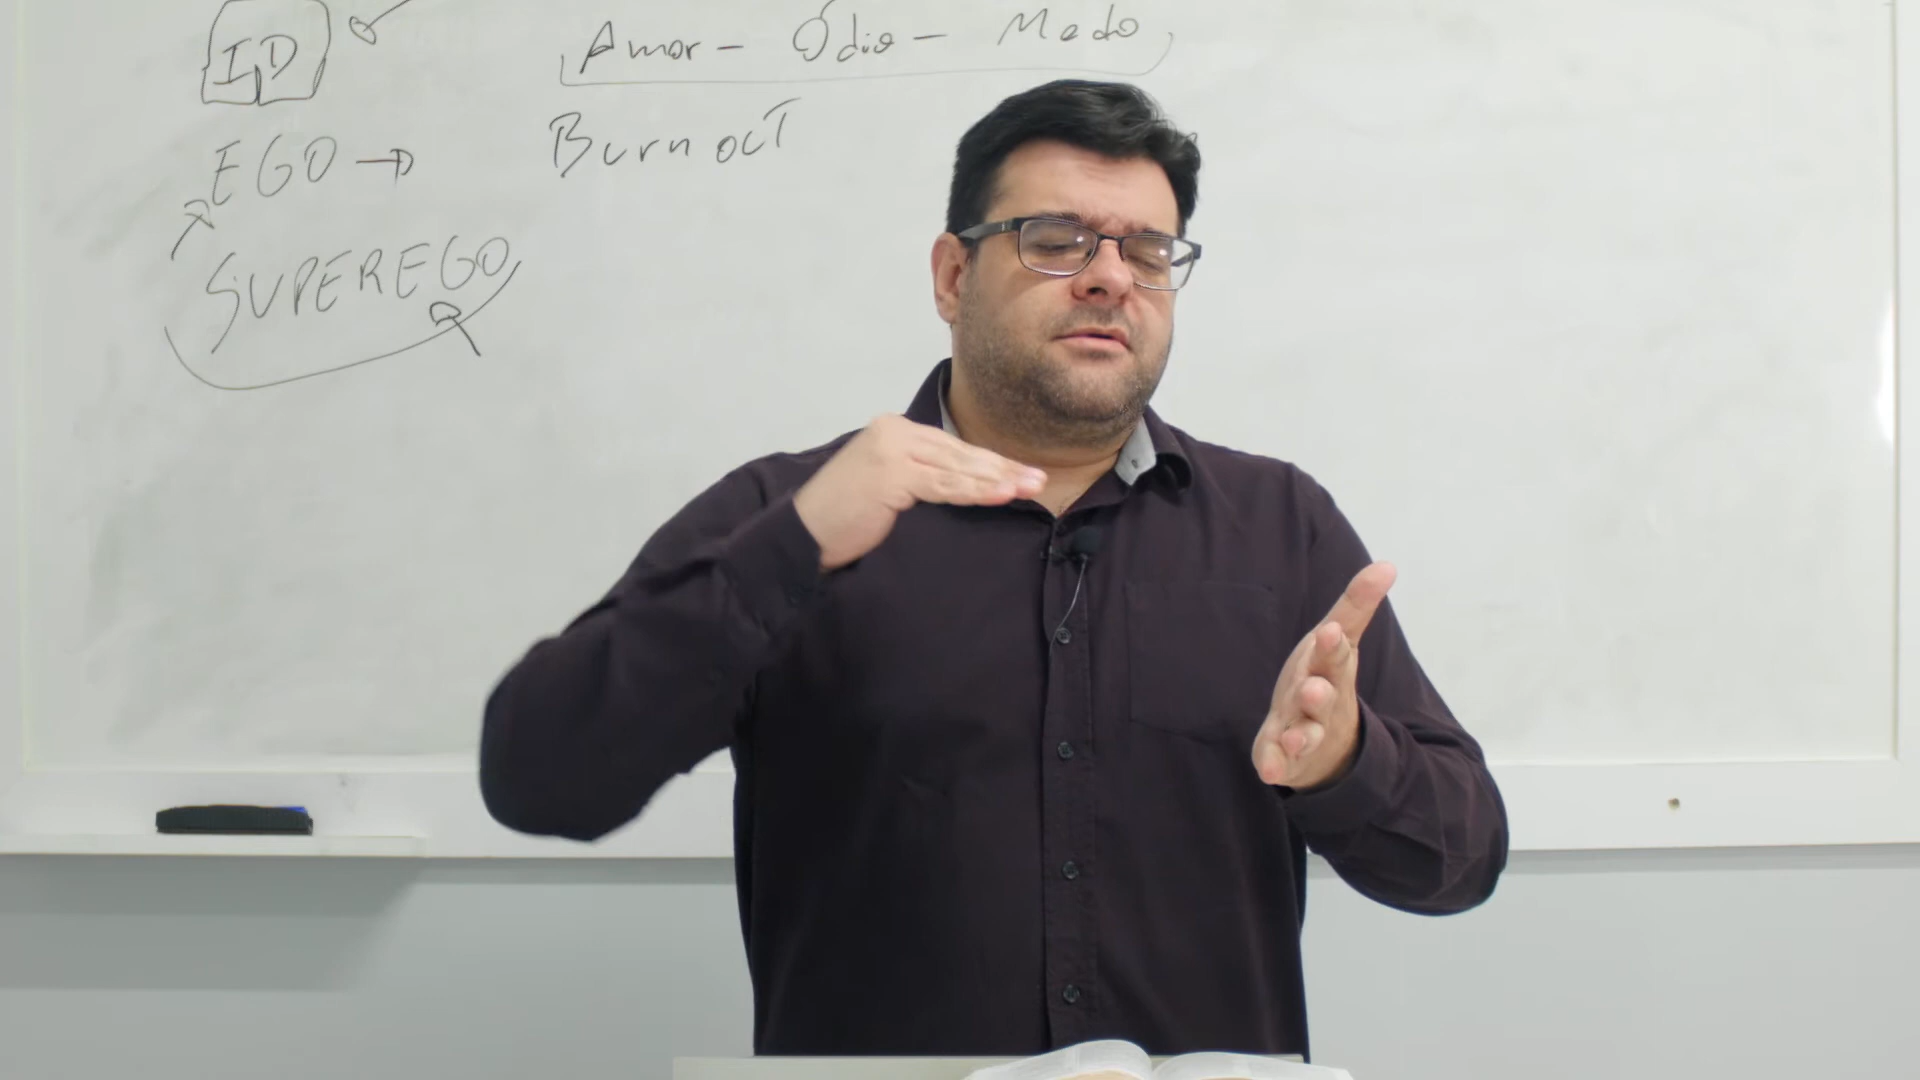 ID
Amor - Ódio - Medo
EGO → Burnout
SUPEREGO